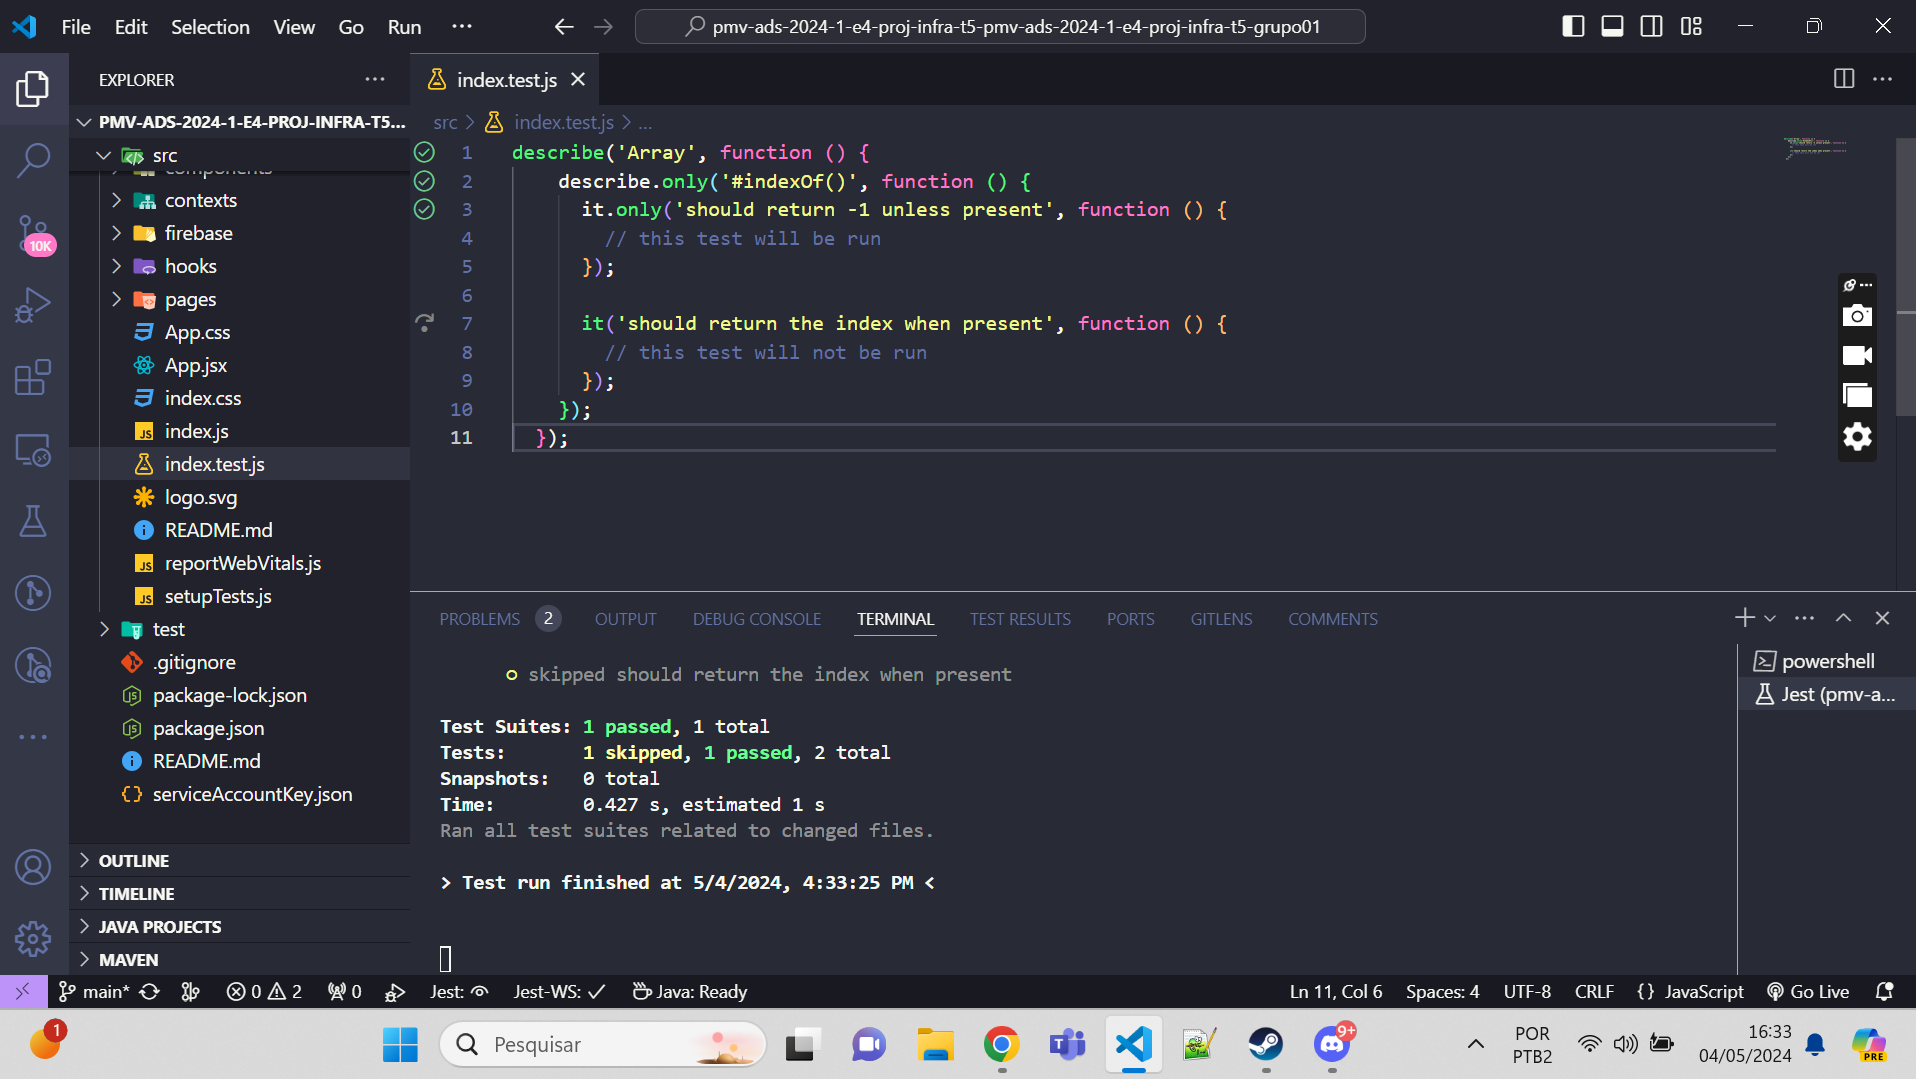 File Edit Selection View Go Run ···
pmv-ads-2024-1-e4-proj-infra-t5-pmv-ads-2024-1-e4-proj-infra-t5-grupo01
EXPLORER
PMV-ADS-2024-1-E4-PROJ-INFRA-T5...
src
components
contexts
firebase
hooks
pages
App.css
App.jsx
index.css
index.js
index.test.js
logo.svg
README.md
reportWebVitals.js
setupTests.js
test
.gitignore
package-lock.json
package.json
README.md
serviceAccountKey.json
OUTLINE
TIMELINE
JAVA PROJECTS
MAVEN
10K
index.test.js
src > index.test.js > ...
1 describe('Array', function () {
2 describe.only('#indexOf()', function () {
3 it.only('should return -1 unless present', function () {
4 // this test will be run
5 });
6
7 it('should return the index when present', function () {
8 // this test will not be run
9 });
10 });
11 });
PROBLEMS 2 OUTPUT DEBUG CONSOLE TERMINAL TEST RESULTS PORTS GITLENS COMMENTS
skipped should return the index when present
Test Suites: 1 passed, 1 total
Tests: 1 skipped, 1 passed, 2 total
Snapshots: 0 total
Time: 0.427 s, estimated 1 s
Ran all test suites related to changed files.
> Test run finished at 5/4/2024, 4:33:25 PM <
powershell
Jest (pmv-a...
main* 0 2 0 Jest: Jest-WS: ✓ Java: Ready
Ln 11, Col 6 Spaces: 4 UTF-8 CRLF {} JavaScript Go Live
1
Pesquisar
9+
POR
PTB2
16:33
04/05/2024
PRE